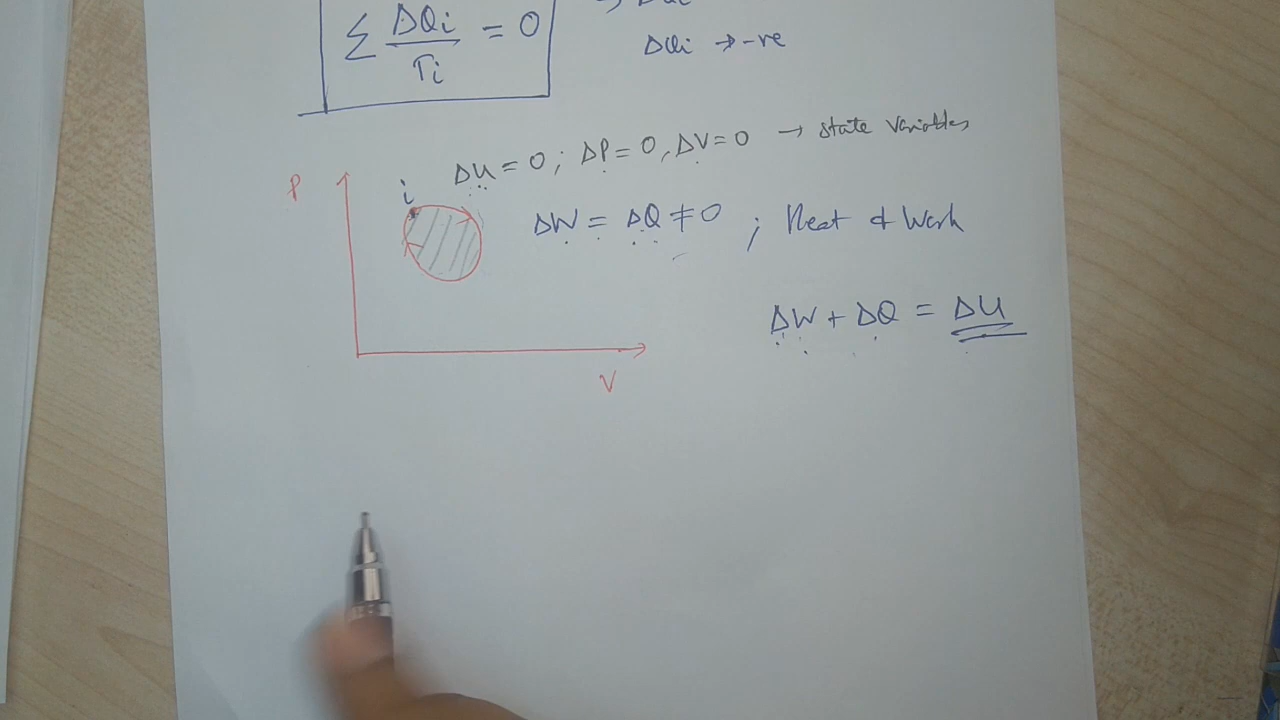 Σ ΔQi/Ti = 0
ΔQi → -ve
ΔU = 0; ΔP = 0, ΔV = 0 → state variables
P
i
ΔW = ΔQ ≠ 0 ; Heat & Work
ΔW + ΔQ = ΔU
V